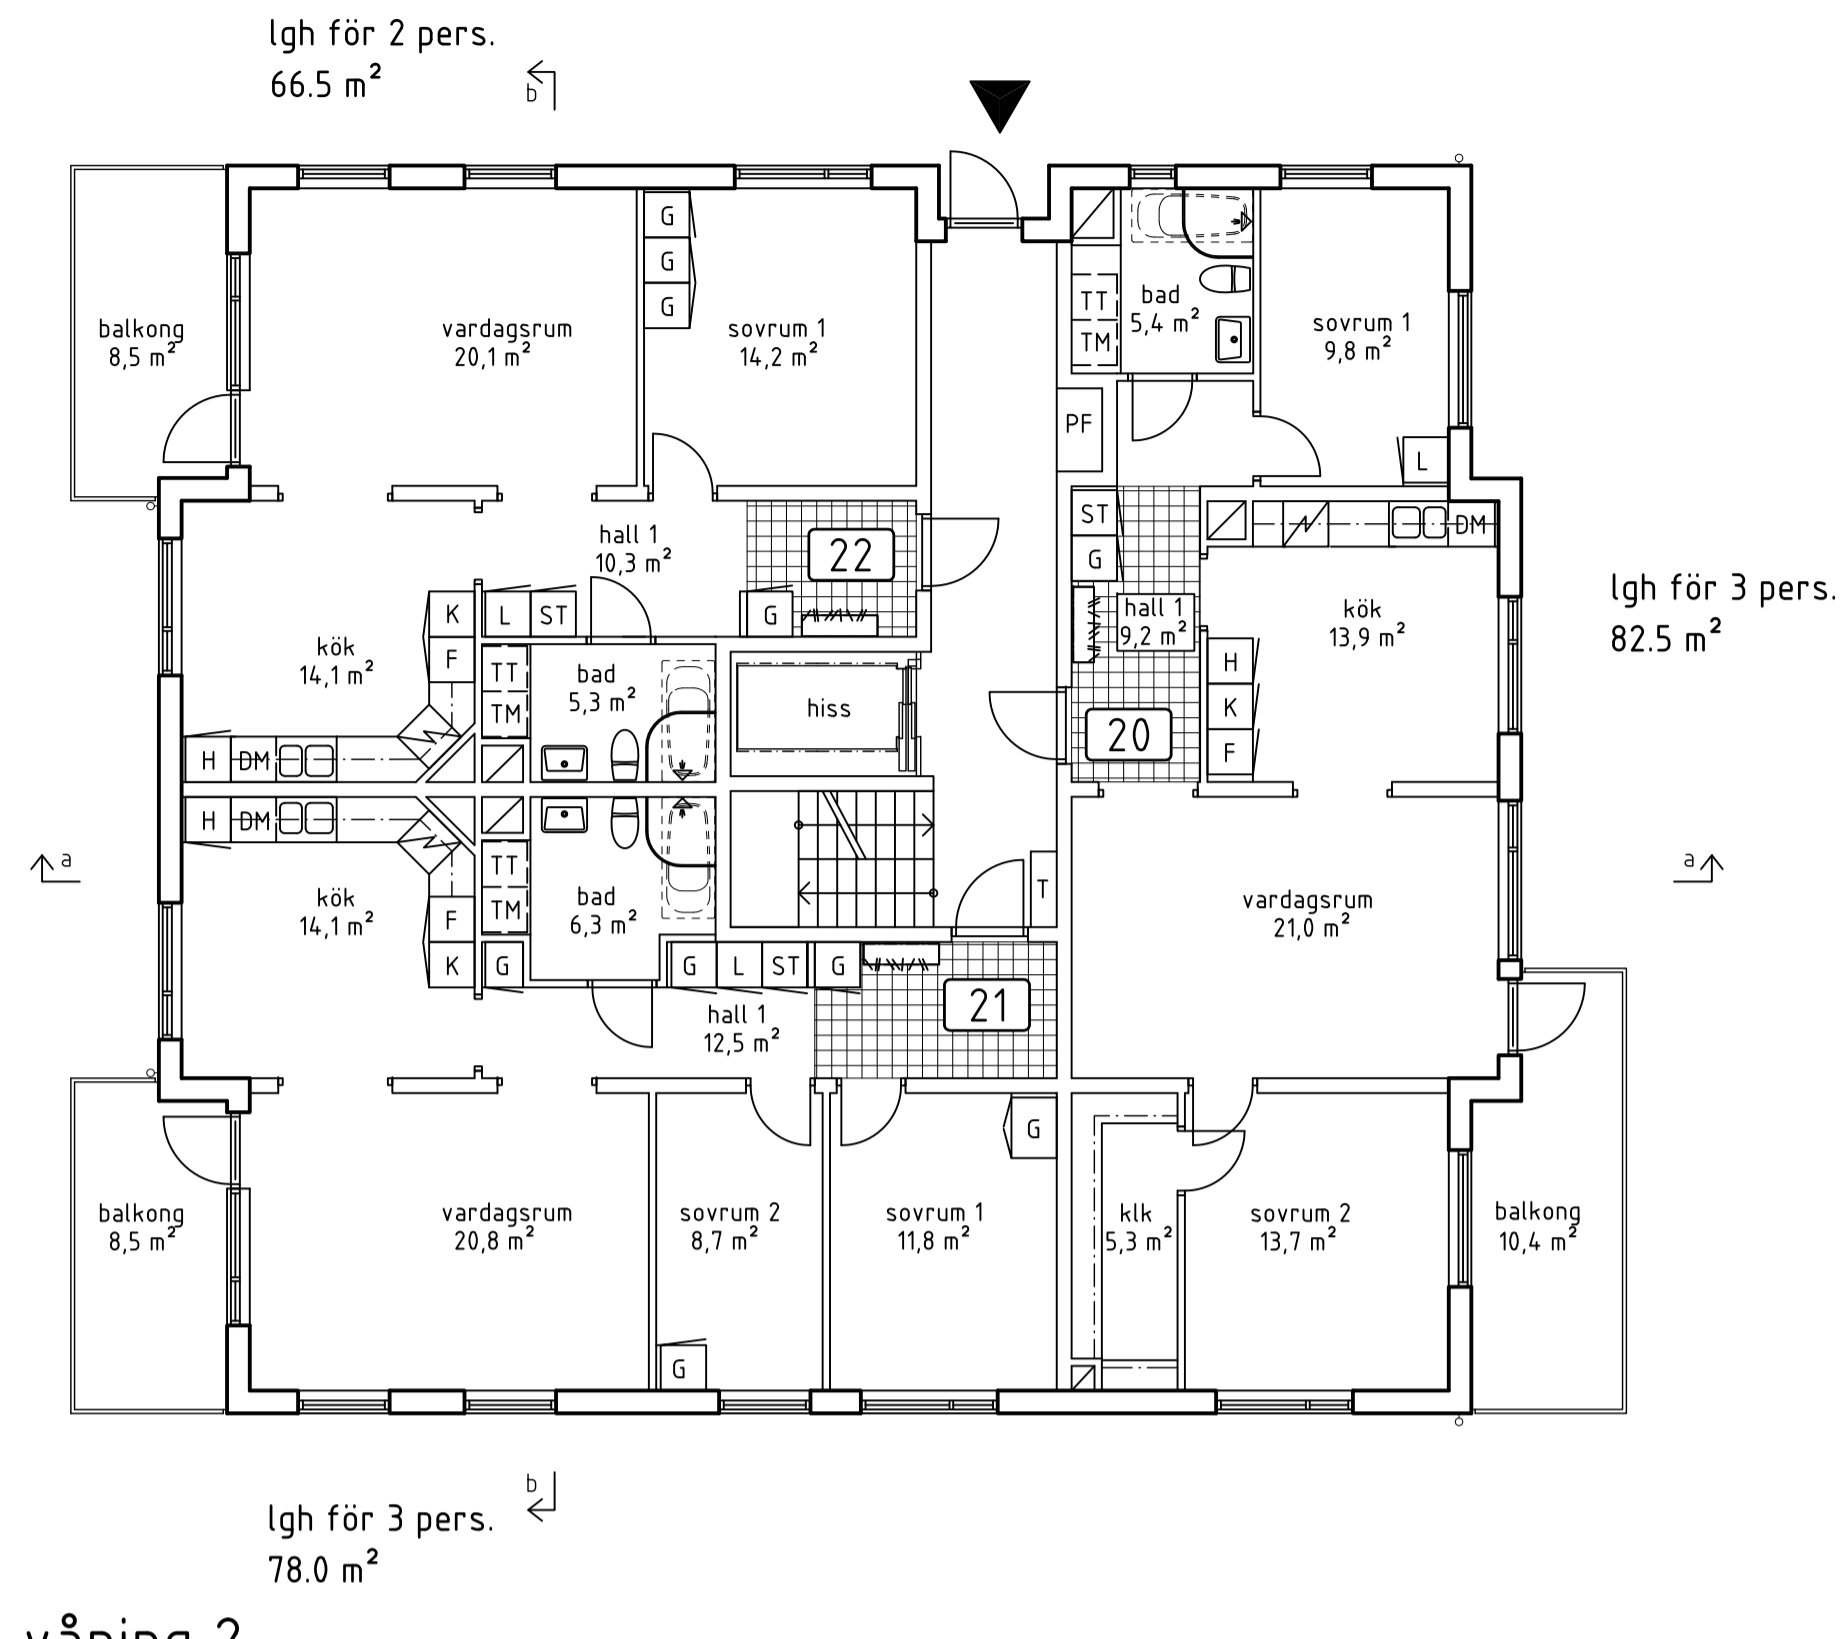 lgh för 2 pers.
66.5 m²
b
balkong
8,5 m²
vardagsrum
20,1 m²
G
G
G
sovrum 1
14,2 m²
TT
TM
bad
5,4 m²
sovrum 1
9,8 m²
PF
L
hall 1
10,3 m²
22
ST
G
DM
K
F
L
ST
G
kök
14,1 m²
hall 1
9,2 m²
kök
13,9 m²
lgh för 3 pers.
82.5 m²
H
K
F
TT
TM
bad
5,3 m²
hiss
20
H
DM
H
DM
a
kök
14,1 m²
F
K
TT
TM
G
bad
6,3 m²
T
vardagsrum
21,0 m²
a
G
L
ST
G
hall 1
12,5 m²
21
G
balkong
8,5 m²
vardagsrum
20,8 m²
sovrum 2
8,7 m²
sovrum 1
11,8 m²
klk
5,3 m²
sovrum 2
13,7 m²
balkong
10,4 m²
G
b
lgh för 3 pers.
78.0 m²
våning 2